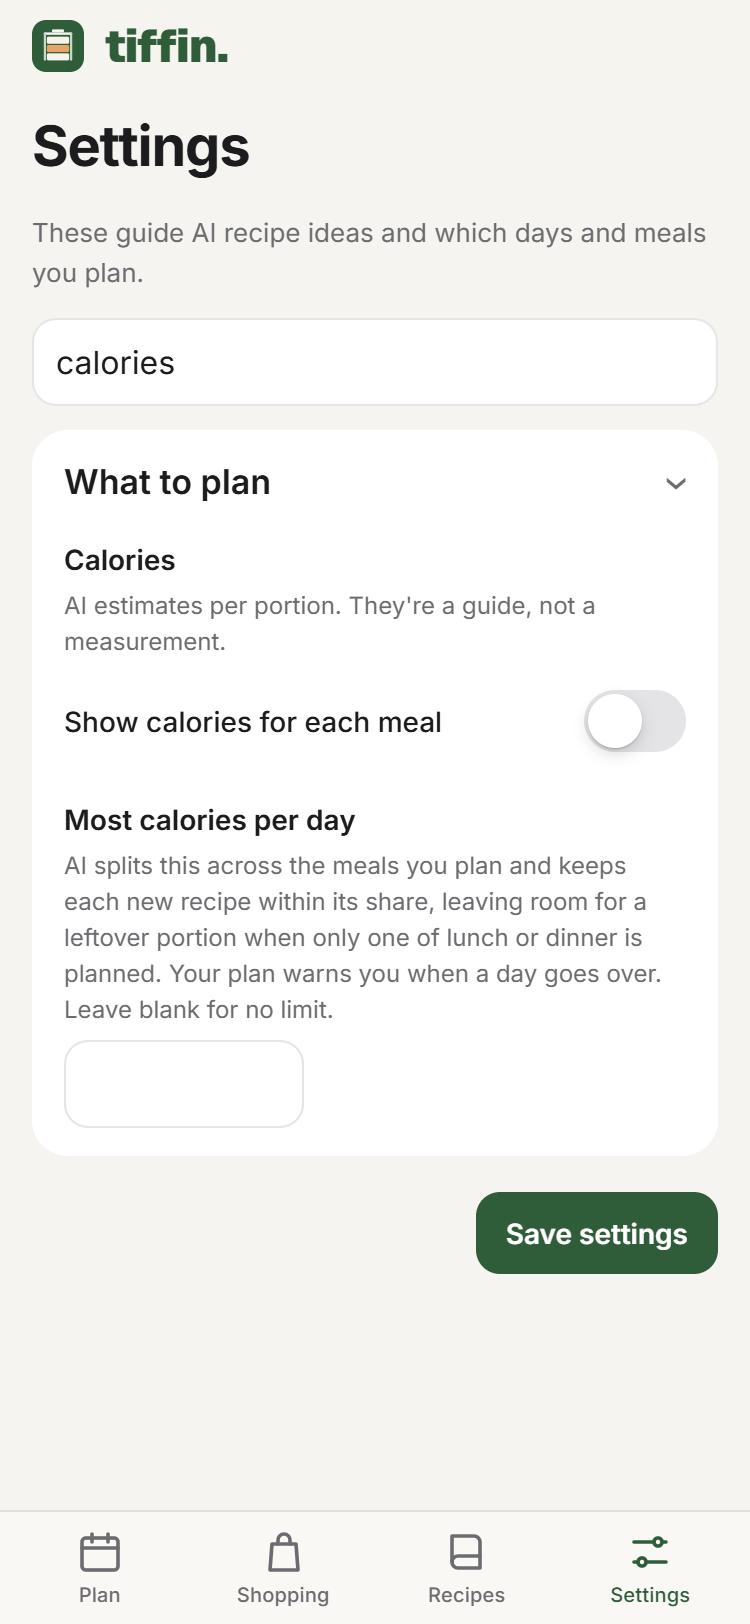 tiffin.
Settings
These guide AI recipe ideas and which days and meals
you plan.
calories
What to plan
Calories
AI estimates per portion. They're a guide, not a
measurement.
Show calories for each meal
Most calories per day
AI splits this across the meals you plan and keeps
each new recipe within its share, leaving room for a
leftover portion when only one of lunch or dinner is
planned. Your plan warns you when a day goes over.
Leave blank for no limit.
Save settings
Plan
Shopping
Recipes
Settings